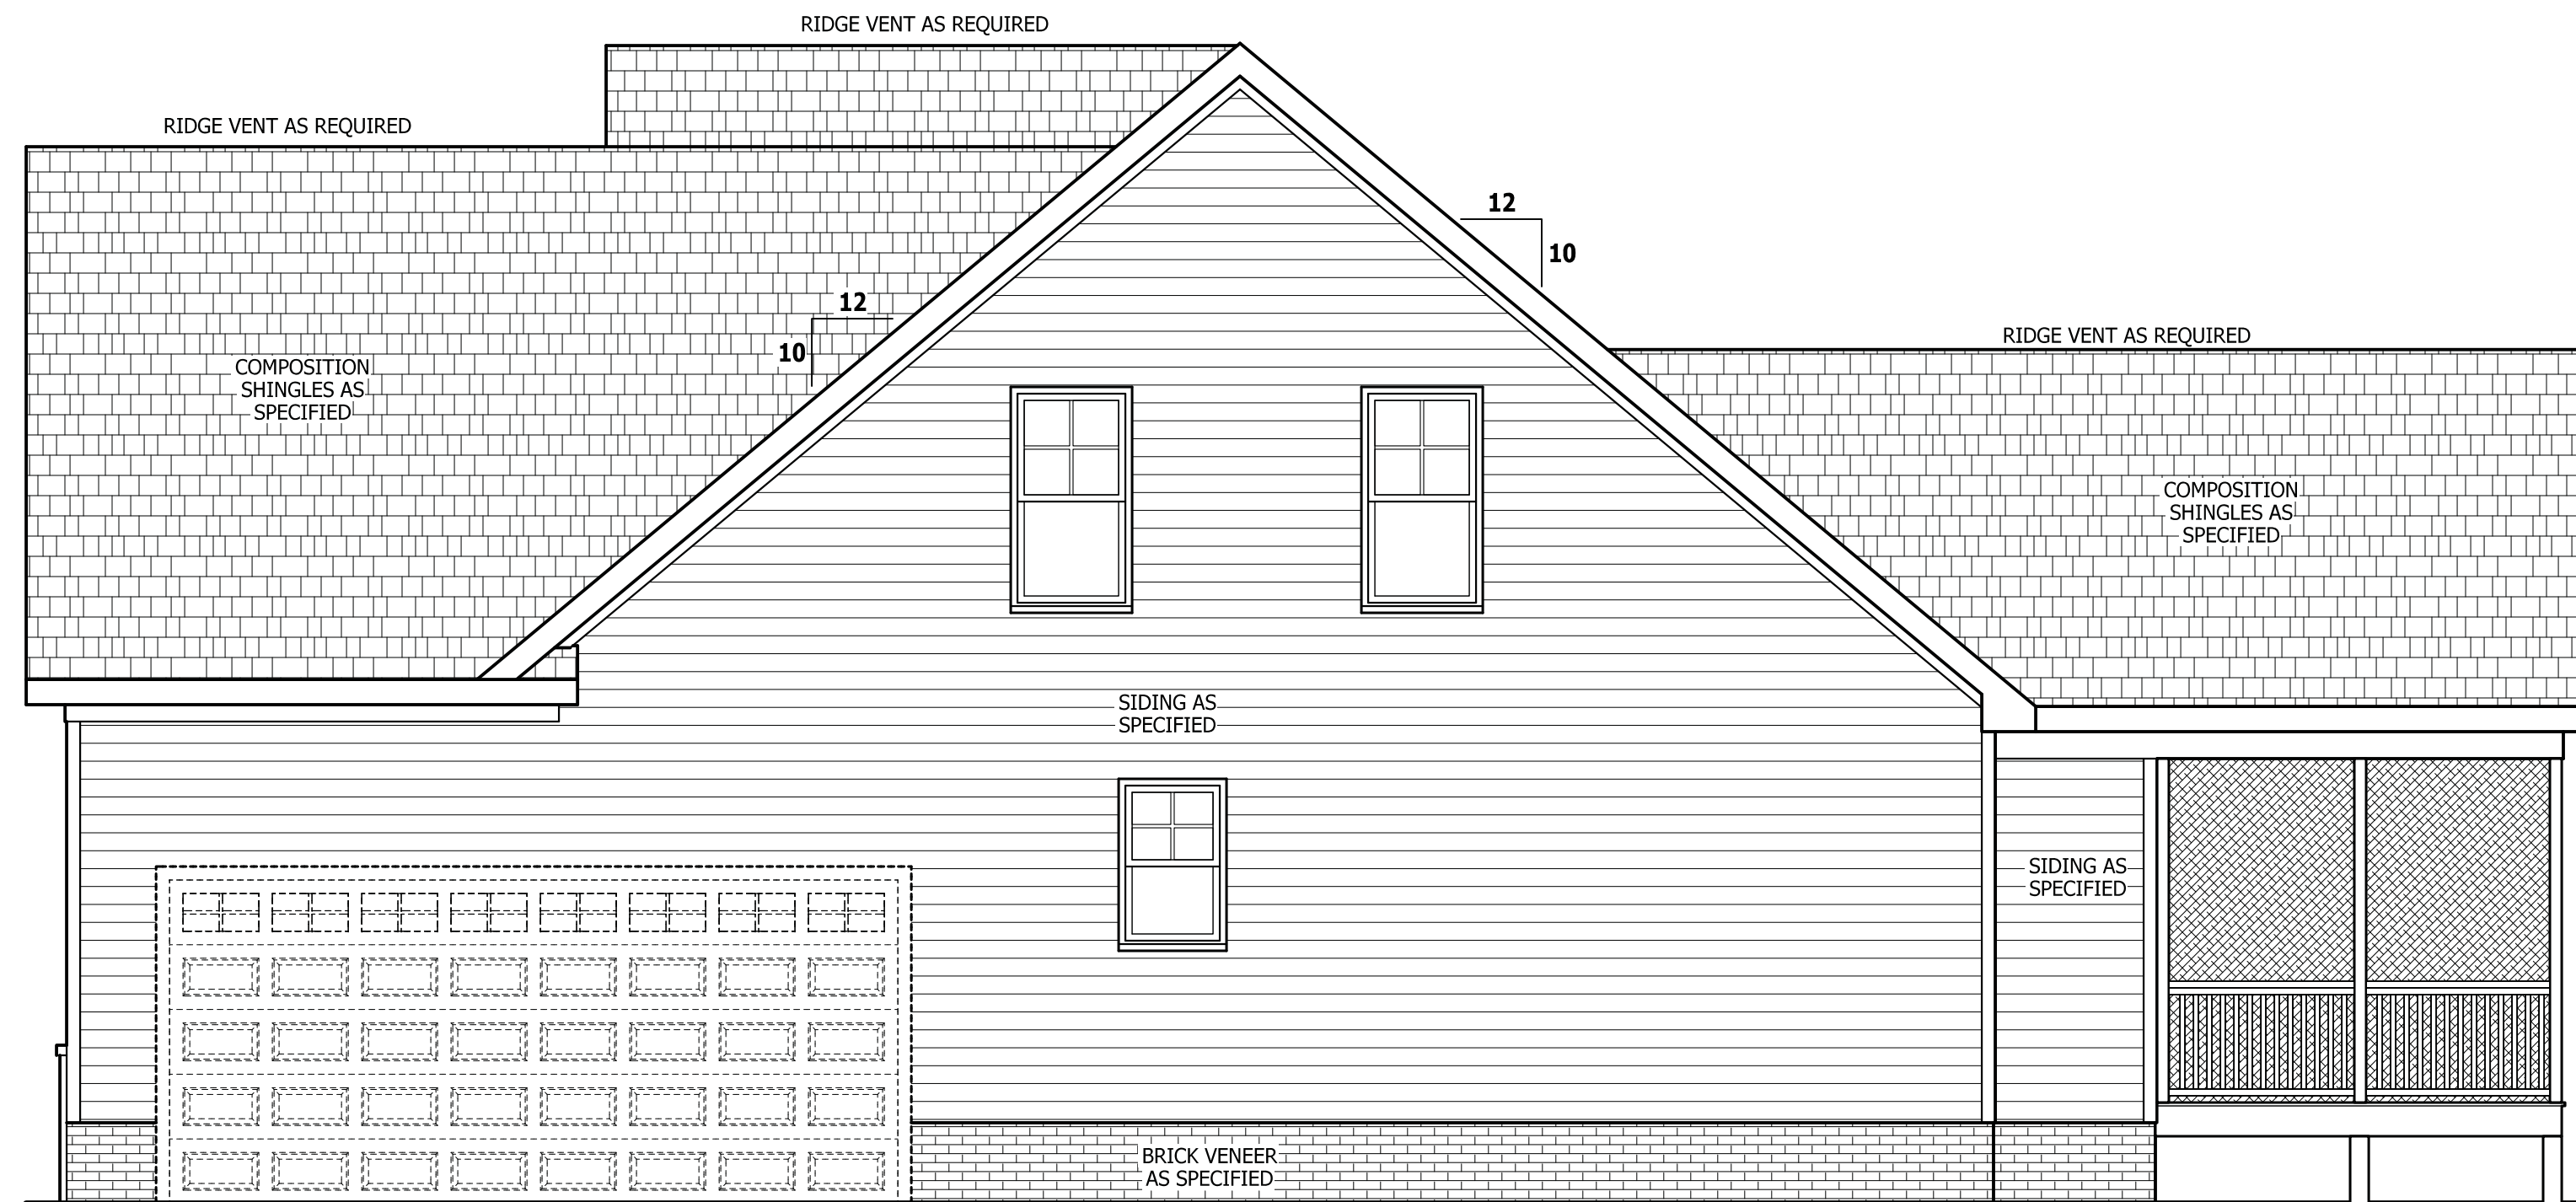 RIDGE VENT AS REQUIRED
RIDGE VENT AS REQUIRED
12
10
12
10
RIDGE VENT AS REQUIRED
COMPOSITION
SHINGLES AS
SPECIFIED
COMPOSITION
SHINGLES AS
SPECIFIED
SIDING AS
SPECIFIED
SIDING AS
SPECIFIED
BRICK VENEER
AS SPECIFIED